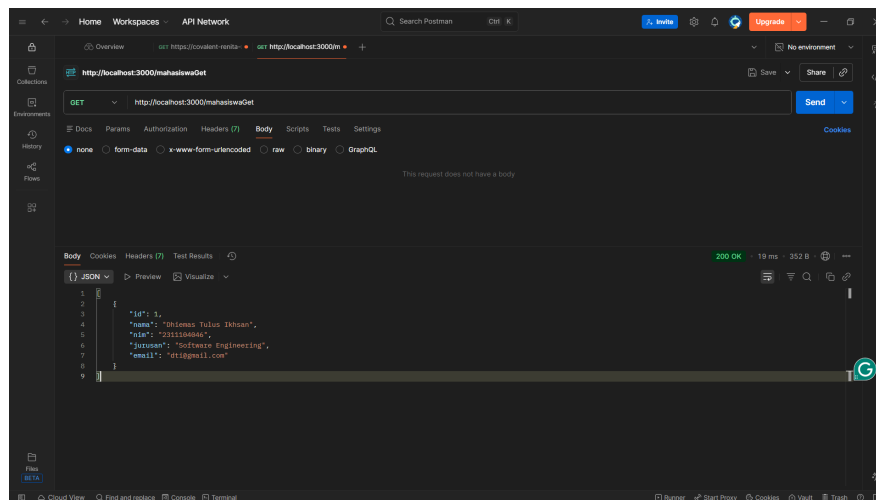 Home Workspaces API Network Search Postman Ctrl K Invite Upgrade
Overview GET https://covalent-renita- GET http://localhost:3000/m No environment
http://localhost:3000/mahasiswaGet Save Share
GET http://localhost:3000/mahasiswaGet Send
Docs Params Authorization Headers (7) Body Scripts Tests Settings Cookies
none form-data x-www-form-urlencoded raw binary GraphQL
This request does not have a body
Collections
Environments
History
Flows
Body Cookies Headers (7) Test Results 200 OK 19 ms 352 B
{} JSON Preview Visualize
1 [
2 {
3 "id": 1,
4 "nama": "Dhiemas Tulus Ikhsan",
5 "nim": "2311104046",
6 "jurusan": "Software Engineering",
7 "email": "dti@gmail.com"
8 }
9 ]
Files
BETA
Cloud View Find and replace Console Terminal Runner Start Proxy Cookies Vault Trash